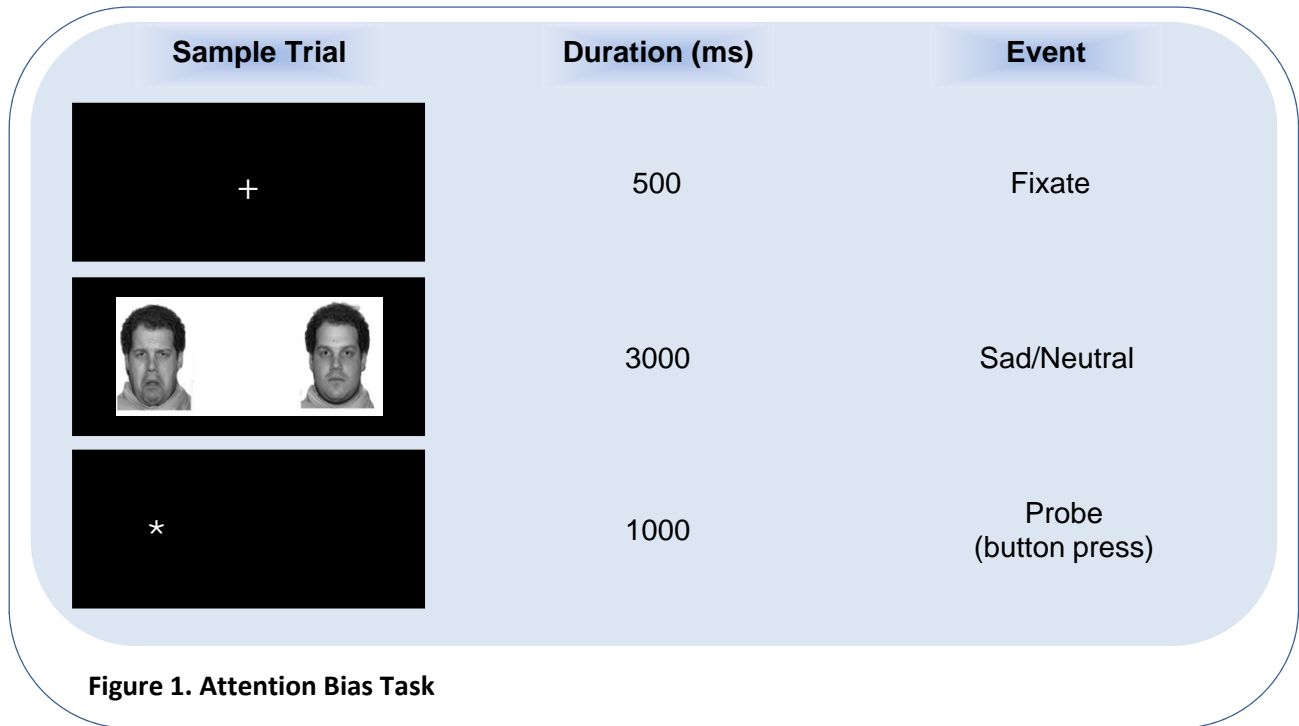 Sample Trial Duration (ms) Event
+ 500 Fixate
3000 Sad/Neutral
* 1000 Probe
(button press)
Figure 1. Attention Bias Task